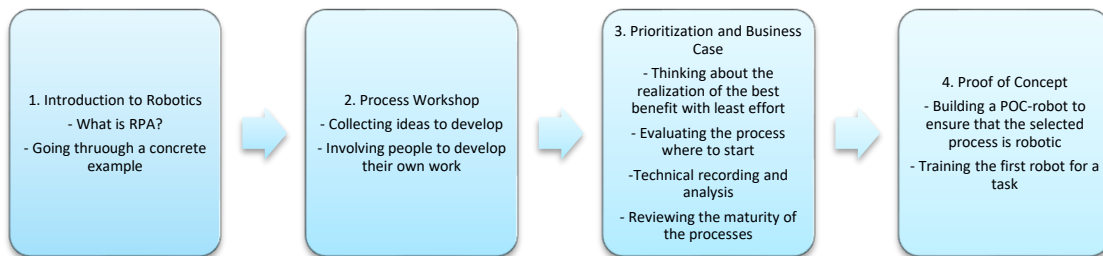 1. Introduction to Robotics
- What is RPA?
- Going thruough a concrete
example
2. Process Workshop
- Collecting ideas to develop
- Involving people to develop
their own work
3. Prioritization and Business
Case
- Thinking about the
realization of the best
benefit with least effort
- Evaluating the process
where to start
-Technical recording and
analysis
- Reviewing the maturity of
the processes
4. Proof of Concept
- Building a POC-robot to
ensure that the selected
process is robotic
- Training the first robot for a
task